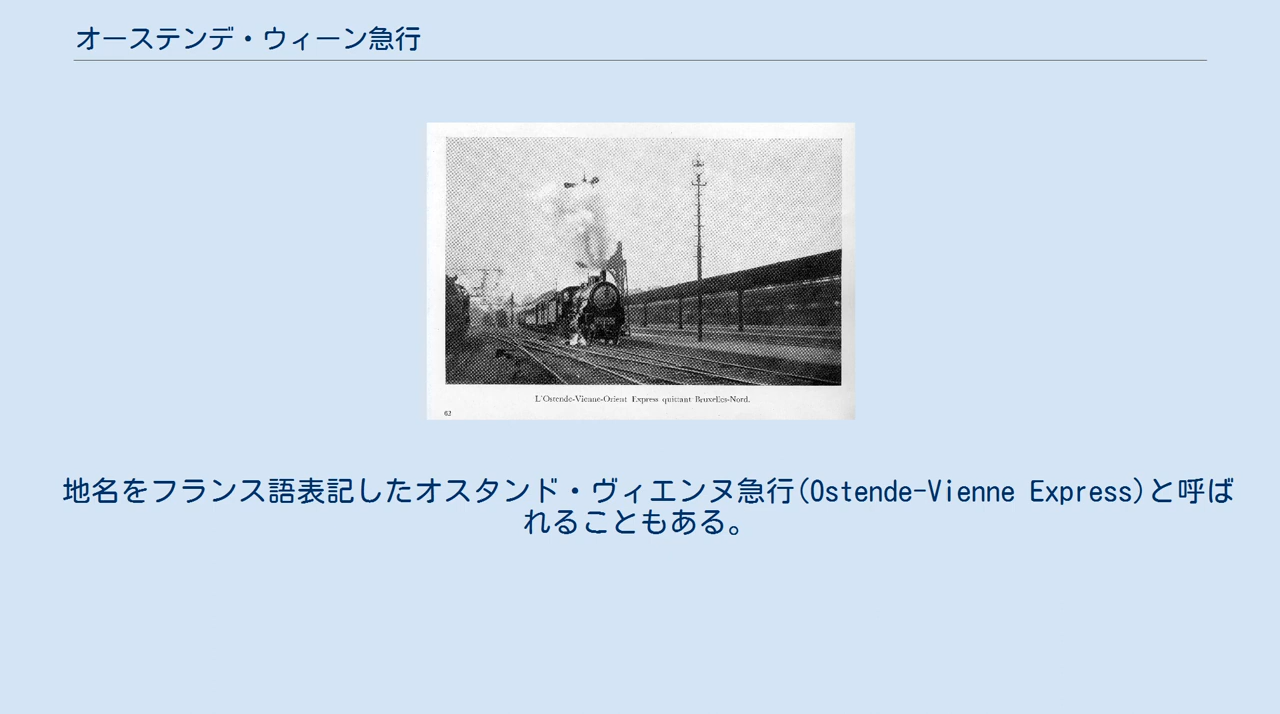 オーステンデ・ウィーン急行
L'Ostende-Vienne-Orient Express quittant Bruxelles-Nord.
62
地名をフランス語表記したオスタンド・ヴィエンヌ急行(Ostende-Vienne Express)と呼ば
れることもある。